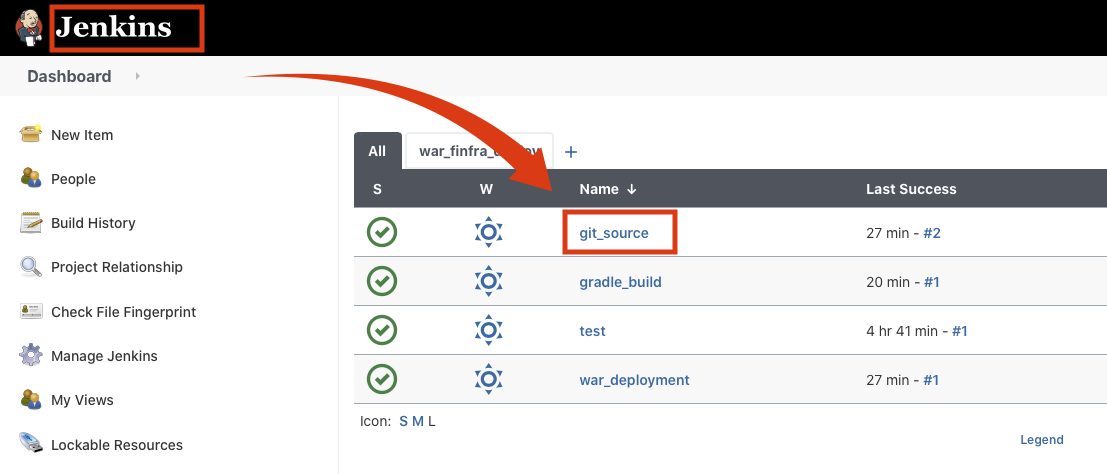 Jenkins
Dashboard
New Item
People
Build History
Project Relationship
Check File Fingerprint
Manage Jenkins
My Views
Lockable Resources
All war_finfra_ +
S W Name ↓ Last Success
git_source 27 min - #2
gradle_build 20 min - #1
test 4 hr 41 min - #1
war_deployment 27 min - #1
Icon: S M L
Legend